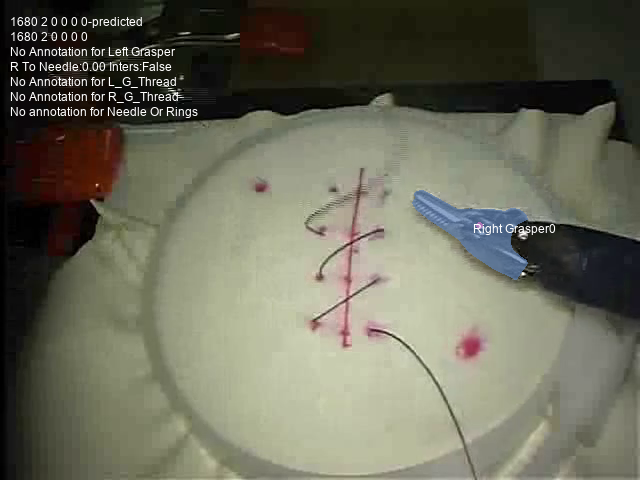 1680 2 0 0 0 0-predicted
1680 2 0 0 0 0
No Annotation for Left Grasper
R To Needle:0.00 Inters:False
No Annotation for L_G_Thread
No Annotation for R_G_Thread
No annotation for Needle Or Rings
Right Grasper0